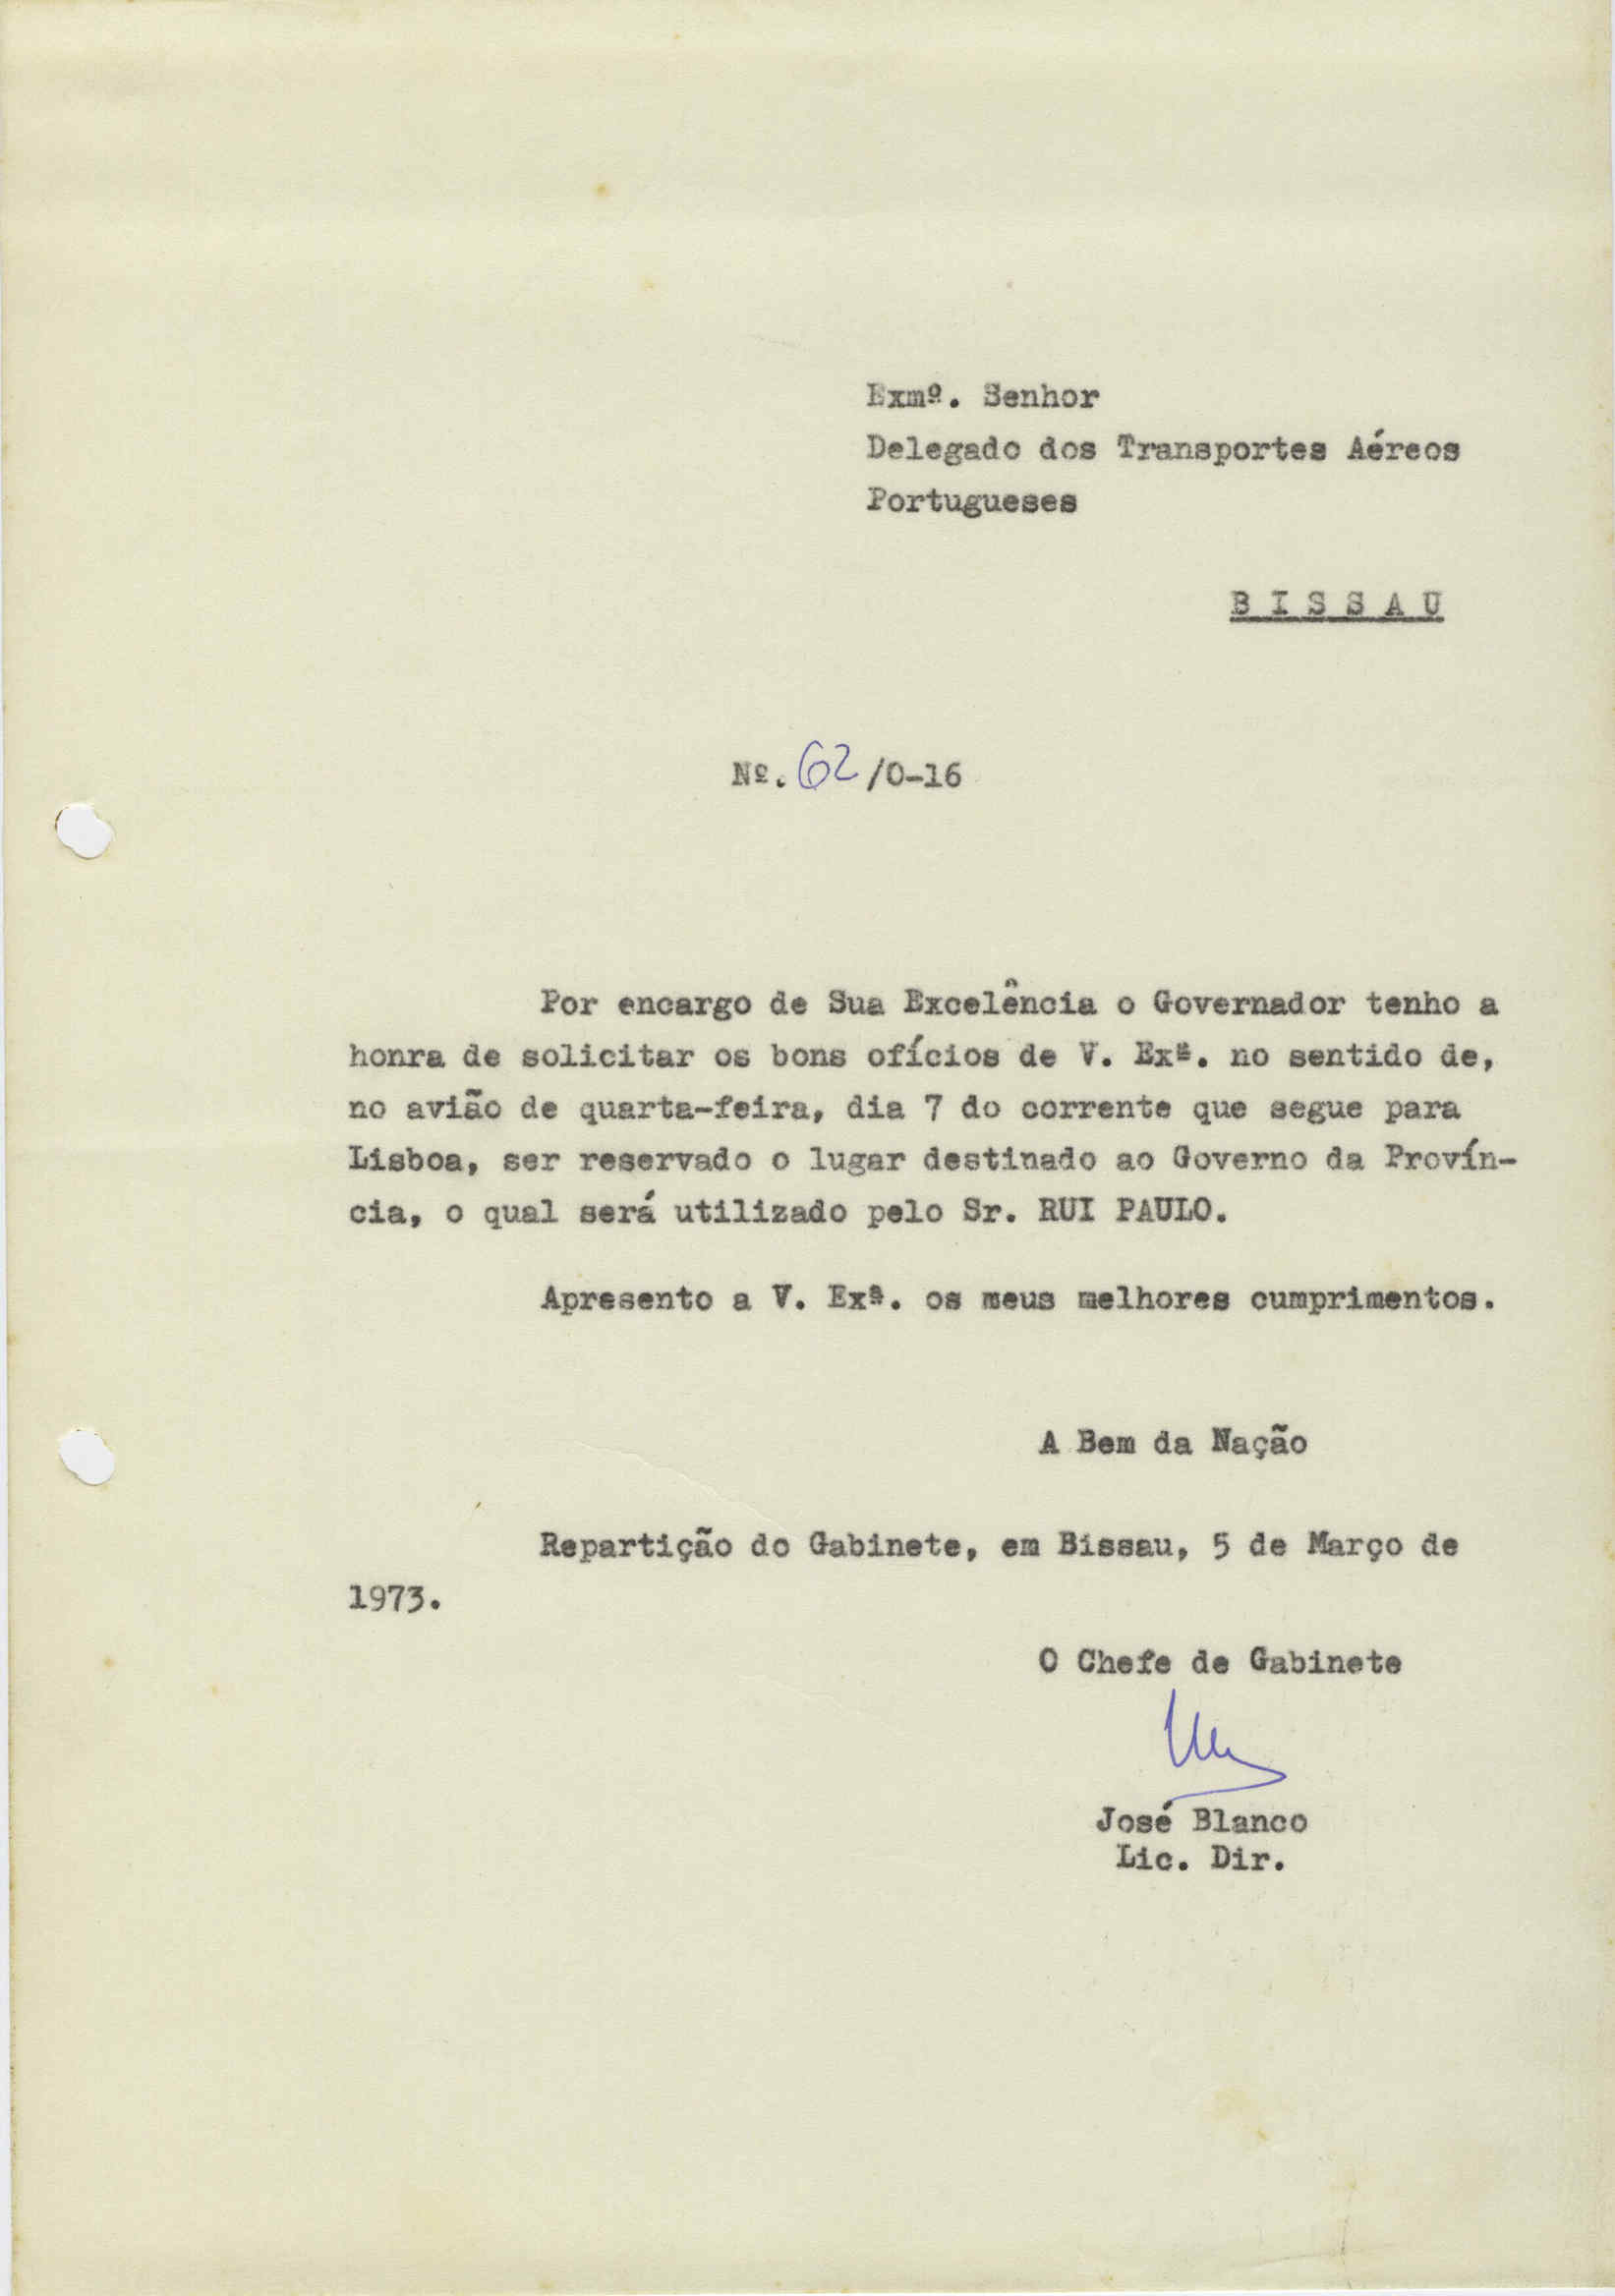 Exmº. Senhor
Delegado dos Transportes Aéreos
Portugueses
B I S S A U
Nº. 62 /0-16
Por encargo de Sua Excelência o Governador tenho a
honra de solicitar os bons ofícios de V. Exª. no sentido de,
no avião de quarta-feira, dia 7 do corrente que segue para
Lisboa, ser reservado o lugar destinado ao Governo da Provín-
cia, o qual será utilizado pelo Sr. RUI PAULO.
Apresento a V. Exª. os meus melhores cumprimentos.
A Bem da Nação
Repartição do Gabinete, em Bissau, 5 de Março de
1973.
O Chefe de Gabinete
José Blanco
Lic. Dir.